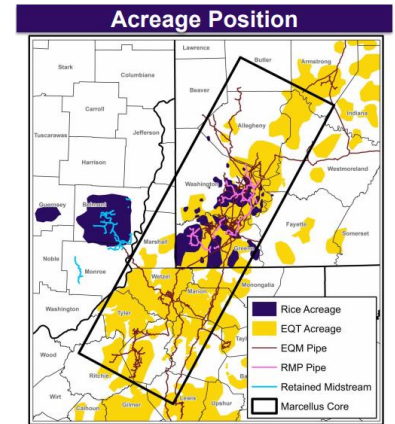 Acreage Position
Lawrence
Butler
Armstrong
Stark
Columbiana
Beaver
Indiana
Carroll
Allegheny
Jefferson
Tuscarawas
Harrison
Westmoreland
Washington
Guernsey
Belmont
Fayette
Somerset
Greene
Marshall
Noble
Monroe
Wetzel
Monongalia
Marion
Washington
Tyler
Wood
Ritchie
Wirt
Lewis
Gilmer
Upshur
Calhoun
Rice Acreage
EQT Acreage
EQM Pipe
RMP Pipe
Retained Midstream
Marcellus Core